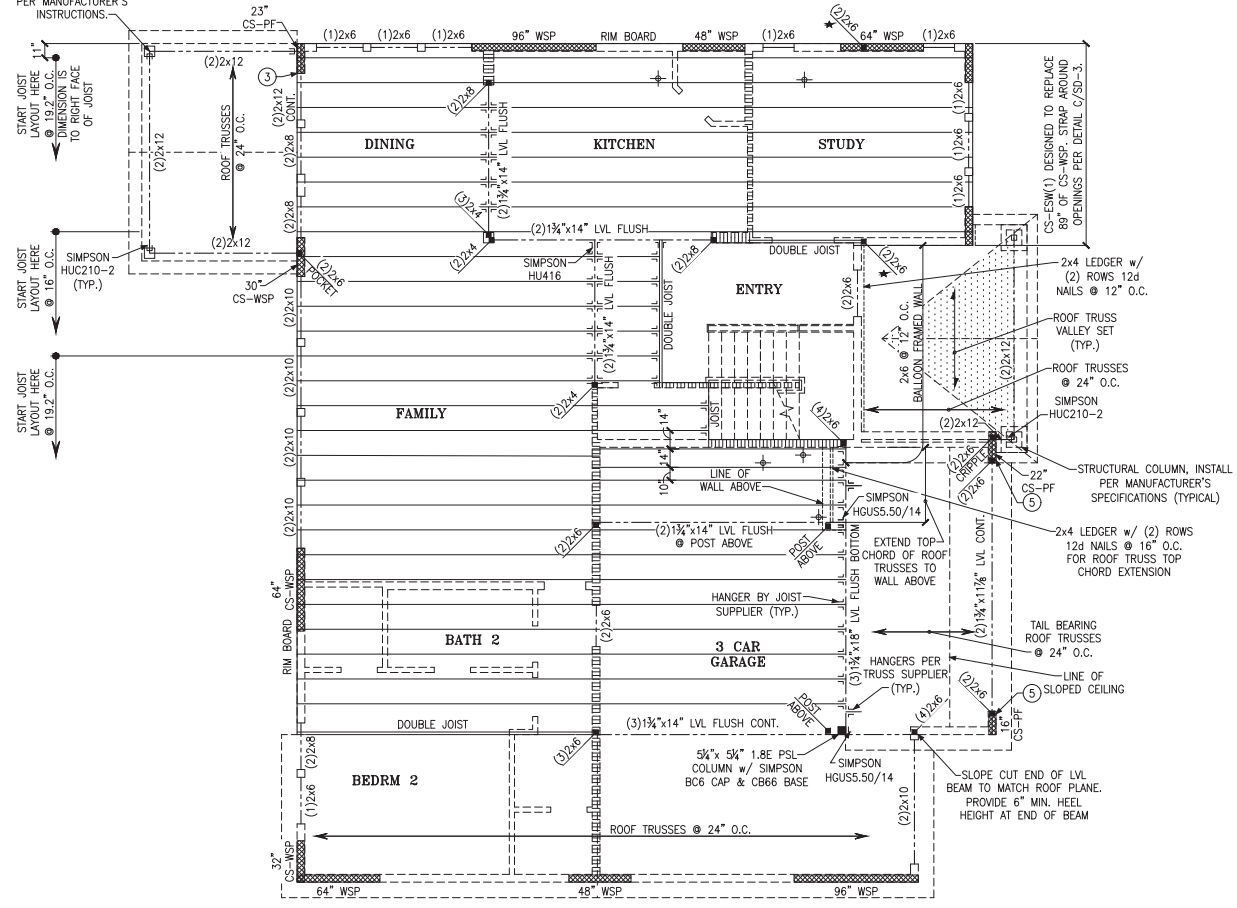 PER MANUFACTURER'S
INSTRUCTIONS.
23"
CS-PF
(1)2x6
(1)2x6
(1)2x6
96" WSP
RIM BOARD
48" WSP
(1)2x6
(2)2x6
64" WSP
(1)2x6
11"
START JOIST
LAYOUT HERE
@ 19.2" O.C.
DIMENSION IS
TO RIGHT FACE
OF JOIST
(2)2x12
3
(2)2x12
CONT.
(2)2x12
ROOF TRUSSES
@ 24" O.C.
(2)2x8
(2)2x8
(2)2x12
DINING
(2)2x8
(2)1¾"x14" LVL FLUSH
KITCHEN
STUDY
(1)2x6
(1)2x6
(1)2x6
CS-ESW(1) DESIGNED TO REPLACE
89" OF CS-WSP. STRAP AROUND
OPENINGS PER DETAIL C/SD-3.
(3)2x4
(2)2x4
(2)1¾"x14" LVL FLUSH
SIMPSON
HU416
(2)2x8
DOUBLE JOIST
(2)2x6
START JOIST
LAYOUT HERE
@ 16" O.C.
SIMPSON
HUC210-2
(TYP.)
30"
CS-WSP
(2)2x6
POCKET
(2)2x10
(2)1¾"x14" LVL FLUSH
DOUBLE JOIST
ENTRY
(2)2x6
2x6 @ 12" O.C.
BALLOON FRAMED WALL
2x4 LEDGER w/
(2) ROWS 12d
NAILS @ 12" O.C.
ROOF TRUSS
VALLEY SET
(TYP.)
(2)2x12
ROOF TRUSSES
@ 24" O.C.
SIMPSON
HUC210-2
START JOIST
LAYOUT HERE
@ 19.2" O.C.
(2)2x10
FAMILY
(2)2x4
JOIST
(4)2x6
(2)2x12
(2)2x10
14"
14"
10"
LINE OF
WALL ABOVE
(2)2x6
CRIPPLE
(2)2x6
22"
CS-PF
5
STRUCTURAL COLUMN, INSTALL
PER MANUFACTURER'S
SPECIFICATIONS (TYPICAL)
SIMPSON
HGUS5.50/14
(2)2x10
(2)2x6
(2)1¾"x14" LVL FLUSH
@ POST ABOVE
POST
ABOVE
EXTEND TOP
CHORD OF ROOF
TRUSSES TO
WALL ABOVE
2x4 LEDGER w/ (2) ROWS
12d NAILS @ 16" O.C.
FOR ROOF TRUSS TOP
CHORD EXTENSION
64"
CS-WSP
HANGER BY JOIST
SUPPLIER (TYP.)
(3)1¾"x18" LVL FLUSH BOTTOM
(2)1¾"x11⅞" LVL CONT.
RIM BOARD
BATH 2
(2)2x6
3 CAR
GARAGE
TAIL BEARING
ROOF TRUSSES
@ 24" O.C.
HANGERS PER
TRUSS SUPPLIER
(TYP.)
LINE OF
SLOPED CEILING
(2)2x6
5
16"
CS-PF
DOUBLE JOIST
(3)1¾"x14" LVL FLUSH CONT.
POST
ABOVE
(4)2x6
(2)2x8
(3)2x6
5¼"x 5¼" 1.8E PSL
COLUMN w/ SIMPSON
BC6 CAP & CB66 BASE
SIMPSON
HGUS5.50/14
SLOPE CUT END OF LVL
BEAM TO MATCH ROOF PLANE.
PROVIDE 6" MIN. HEEL
HEIGHT AT END OF BEAM
BEDRM 2
(1)2x6
(2)2x10
ROOF TRUSSES @ 24" O.C.
32"
CS-WSP
64" WSP
48" WSP
96" WSP